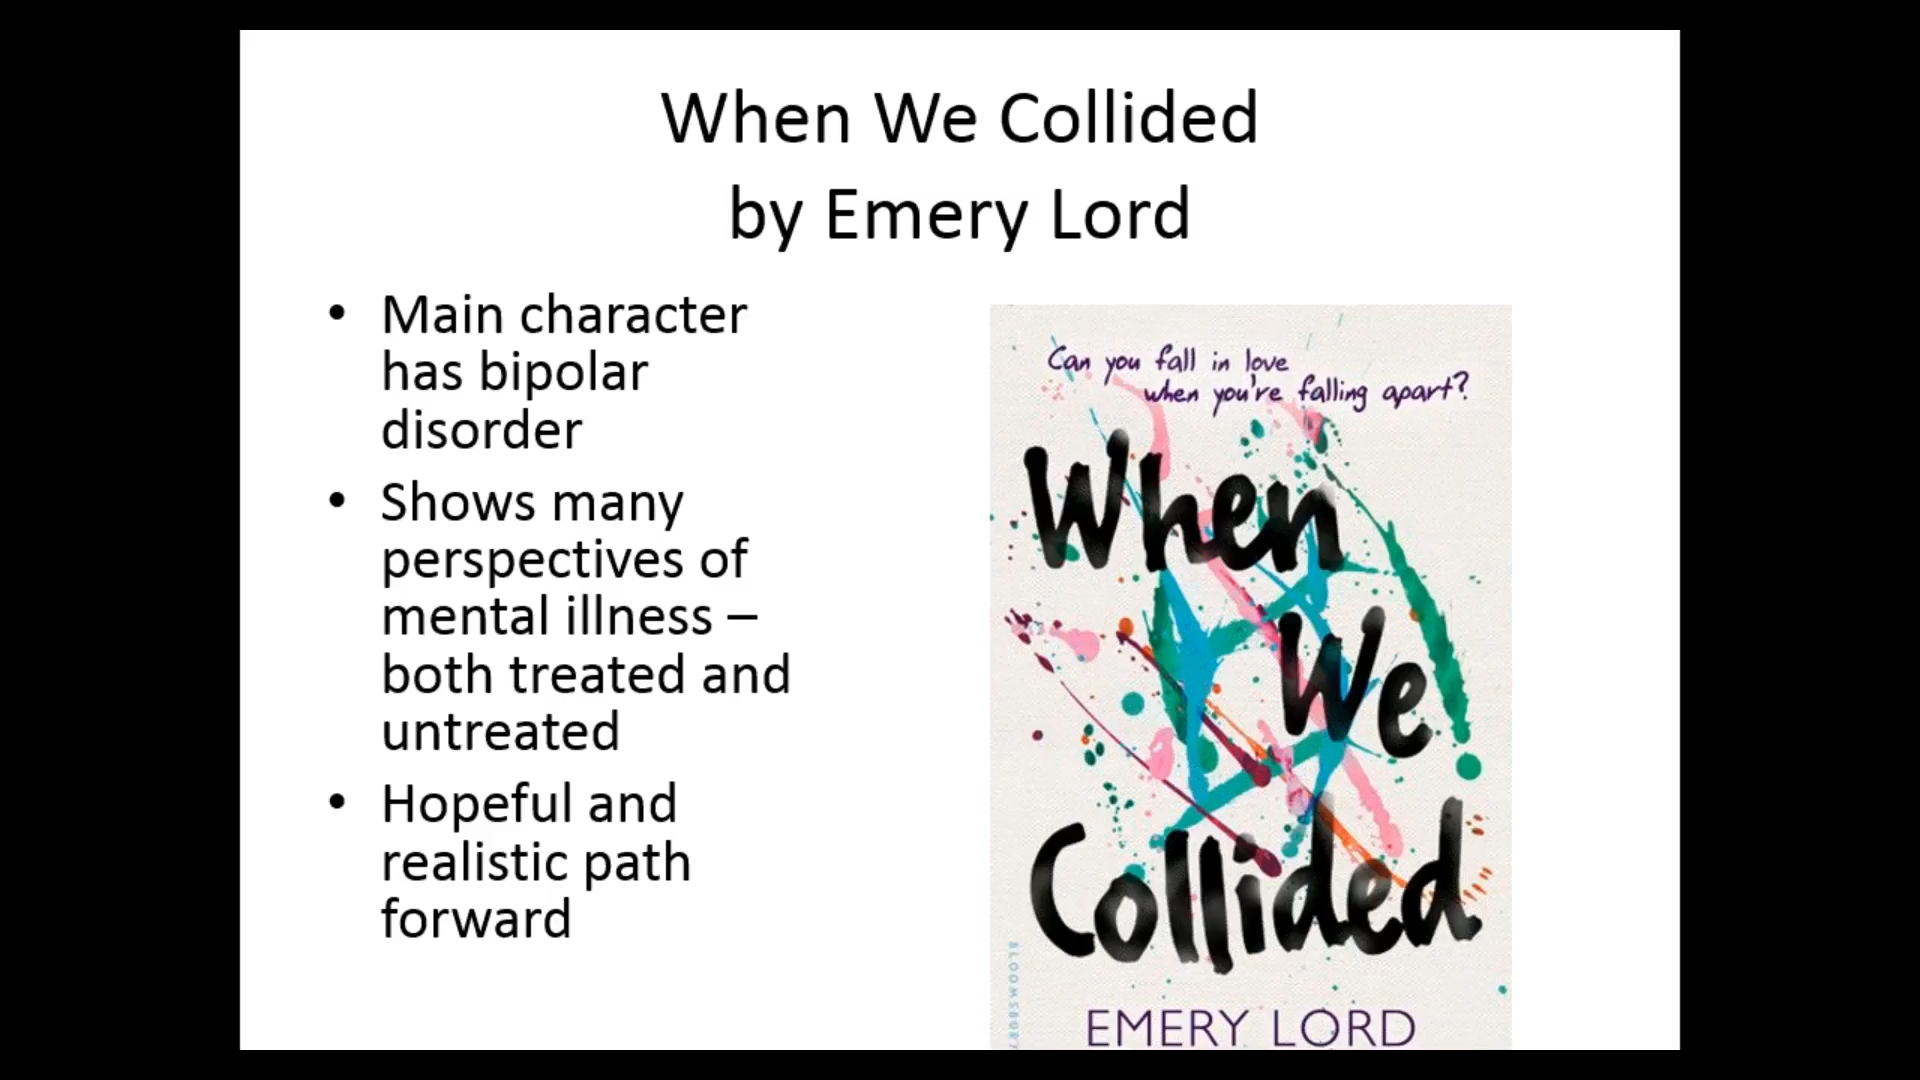 When We Collided
by Emery Lord
• Main character
has bipolar
disorder
• Shows many
perspectives of
mental illness –
both treated and
untreated
• Hopeful and
realistic path
forward
Can you fall in love
when you're falling apart?
When
We
Collided
BLOOMSBURY
EMERY LORD